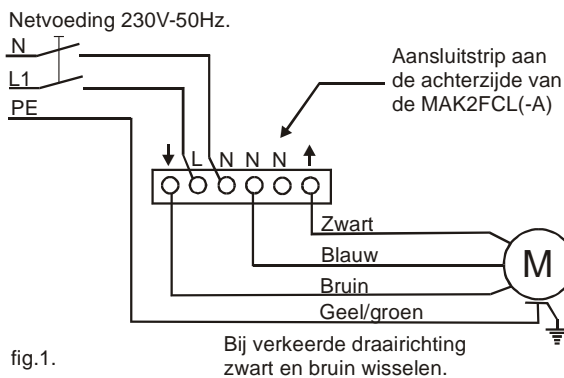 Netvoeding 230V-50Hz.
N
L1
PE
Aansluitstrip aan
de achterzijde van
de MAK2FCL(-A)
L N N N
Zwart
Blauw
Bruin
Geel/groen
M
fig.1.
Bij verkeerde draairichting
zwart en bruin wisselen.